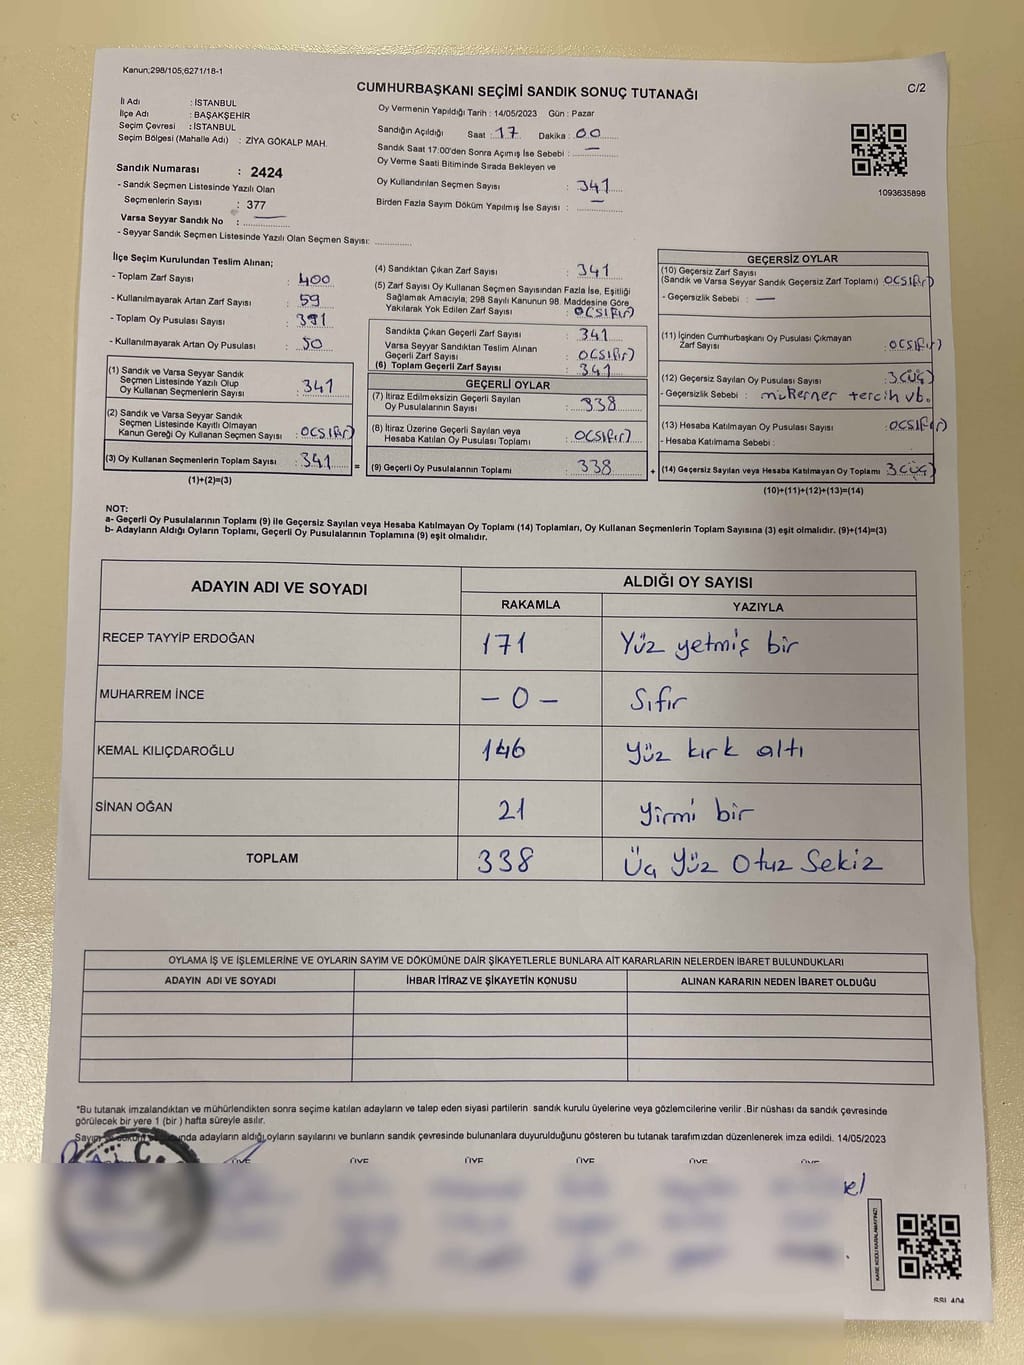 Kanun;298/105;6271/18-1
C/2
CUMHURBAŞKANI SEÇİMİ SANDIK SONUÇ TUTANAĞI
İl Adı : İSTANBUL
İlçe Adı : BAŞAKŞEHİR
Seçim Çevresi : İSTANBUL
Seçim Bölgesi (Mahalle Adı) : ZİYA GÖKALP MAH.
Sandık Numarası : 2424
- Sandık Seçmen Listesinde Yazılı Olan
Seçmenlerin Sayısı : 377
Varsa Seyyar Sandık No : —
- Seyyar Sandık Seçmen Listesinde Yazılı Olan Seçmen Sayısı:
Oy Vermenin Yapıldığı Tarih : 14/05/2023 Gün : Pazar
Sandığın Açıldığı Saat : 17 Dakika : 00
Sandık Saat 17:00'den Sonra Açımış İse Sebebi : —
Oy Verme Saati Bitiminde Sırada Bekleyen ve
Oy Kullandırılan Seçmen Sayısı : 341
Birden Fazla Sayım Döküm Yapılmış İse Sayısı : —
1093635898
İlçe Seçim Kurulundan Teslim Alınan;
- Toplam Zarf Sayısı : 400
- Kullanılmayarak Artan Zarf Sayısı : 59
- Toplam Oy Pusulası Sayısı : 391
- Kullanılmayarak Artan Oy Pusulası : 50
(1) Sandık ve Varsa Seyyar Sandık
Seçmen Listesinde Yazılı Olup
Oy Kullanan Seçmenlerin Sayısı : 341
(2) Sandık ve Varsa Seyyar Sandık
Seçmen Listesinde Kayıtlı Olmayan
Kanun Gereği Oy Kullanan Seçmen Sayısı : 0(Sıfır)
(3) Oy Kullanan Seçmenlerin Toplam Sayısı : 341
(1)+(2)=(3)
(4) Sandıktan Çıkan Zarf Sayısı : 341
(5) Zarf Sayısı Oy Kullanan Seçmen Sayısından Fazla İse, Eşitliği
Sağlamak Amacıyla, 298 Sayılı Kanunun 98. Maddesine Göre
Yakılarak Yok Edilen Zarf Sayısı : 0(Sıfır)
Sandıkta Çıkan Geçerli Zarf Sayısı : 341
Varsa Seyyar Sandıktan Teslim Alınan
Geçerli Zarf Sayısı : 0(Sıfır)
(6) Toplam Geçerli Zarf Sayısı : 341
GEÇERLİ OYLAR
(7) İtiraz Edilmeksizin Geçerli Sayılan
Oy Pusulalarının Sayısı : 338
(8) İtiraz Üzerine Geçerli Sayılan veya
Hesaba Katılan Oy Pusulası Toplamı : 0(Sıfır)
= (9) Geçerli Oy Pusulalarının Toplamı : 338
GEÇERSİZ OYLAR
(10) Geçersiz Zarf Sayısı
(Sandık ve Varsa Seyyar Sandık Geçersiz Zarf Toplamı) 0(Sıfır)
- Geçersizlik Sebebi : —
(11) İçinden Cumhurbaşkanı Oy Pusulası Çıkmayan
Zarf Sayısı : 0(Sıfır)
(12) Geçersiz Sayılan Oy Pusulası Sayısı : 3(üç)
- Geçersizlik Sebebi : mükerrer tercih vb.
(13) Hesaba Katılmayan Oy Pusulası Sayısı : 0(Sıfır)
- Hesaba Katılmama Sebebi :
+ (14) Geçersiz Sayılan veya Hesaba Katılmayan Oy Toplamı 3(üç)
(10)+(11)+(12)+(13)=(14)
NOT:
a- Geçerli Oy Pusulalarının Toplamı (9) ile Geçersiz Sayılan veya Hesaba Katılmayan Oy Toplamı (14) Toplamları, Oy Kullanan Seçmenlerin Toplam Sayısına (3) eşit olmalıdır. (9)+(14)=(3)
b- Adayların Aldığı Oyların Toplamı, Geçerli Oy Pusulalarının Toplamına (9) eşit olmalıdır.
ADAYIN ADI VE SOYADI
ALDIĞI OY SAYISI
RAKAMLA YAZIYLA
RECEP TAYYİP ERDOĞAN 171 Yüz yetmiş bir
MUHARREM İNCE — 0 — Sıfır
KEMAL KILIÇDAROĞLU 146 Yüz kırk altı
SİNAN OĞAN 21 Yirmi bir
TOPLAM 338 Üç Yüz Otuz Sekiz
OYLAMA İŞ VE İŞLEMLERİNE VE OYLARIN SAYIM VE DÖKÜMÜNE DAİR ŞİKAYETLERLE BUNLARA AİT KARARLARIN NELERDEN İBARET BULUNDUKLARI
ADAYIN ADI VE SOYADI İHBAR İTİRAZ VE ŞİKAYETİN KONUSU ALINAN KARARIN NEDEN İBARET OLDUĞU
*Bu tutanak imzalandıktan ve mühürlendikten sonra seçime katılan adayların ve talep eden siyasi partilerin sandık kurulu üyelerine veya gözlemcilerine verilir .Bir nüshası da sandık çevresinde
görülecek bir yere 1 (bir ) hafta süreyle asılır.
Sayım adayların aldığı oyların sayılarını ve bunların sandık çevresinde bulunanlara duyurulduğunu gösteren bu tutanak tarafımızdan düzenlenerek imza edildi. 14/05/2023
ÜYE ÜYE ÜYE ÜYE ÜYE ÜYE